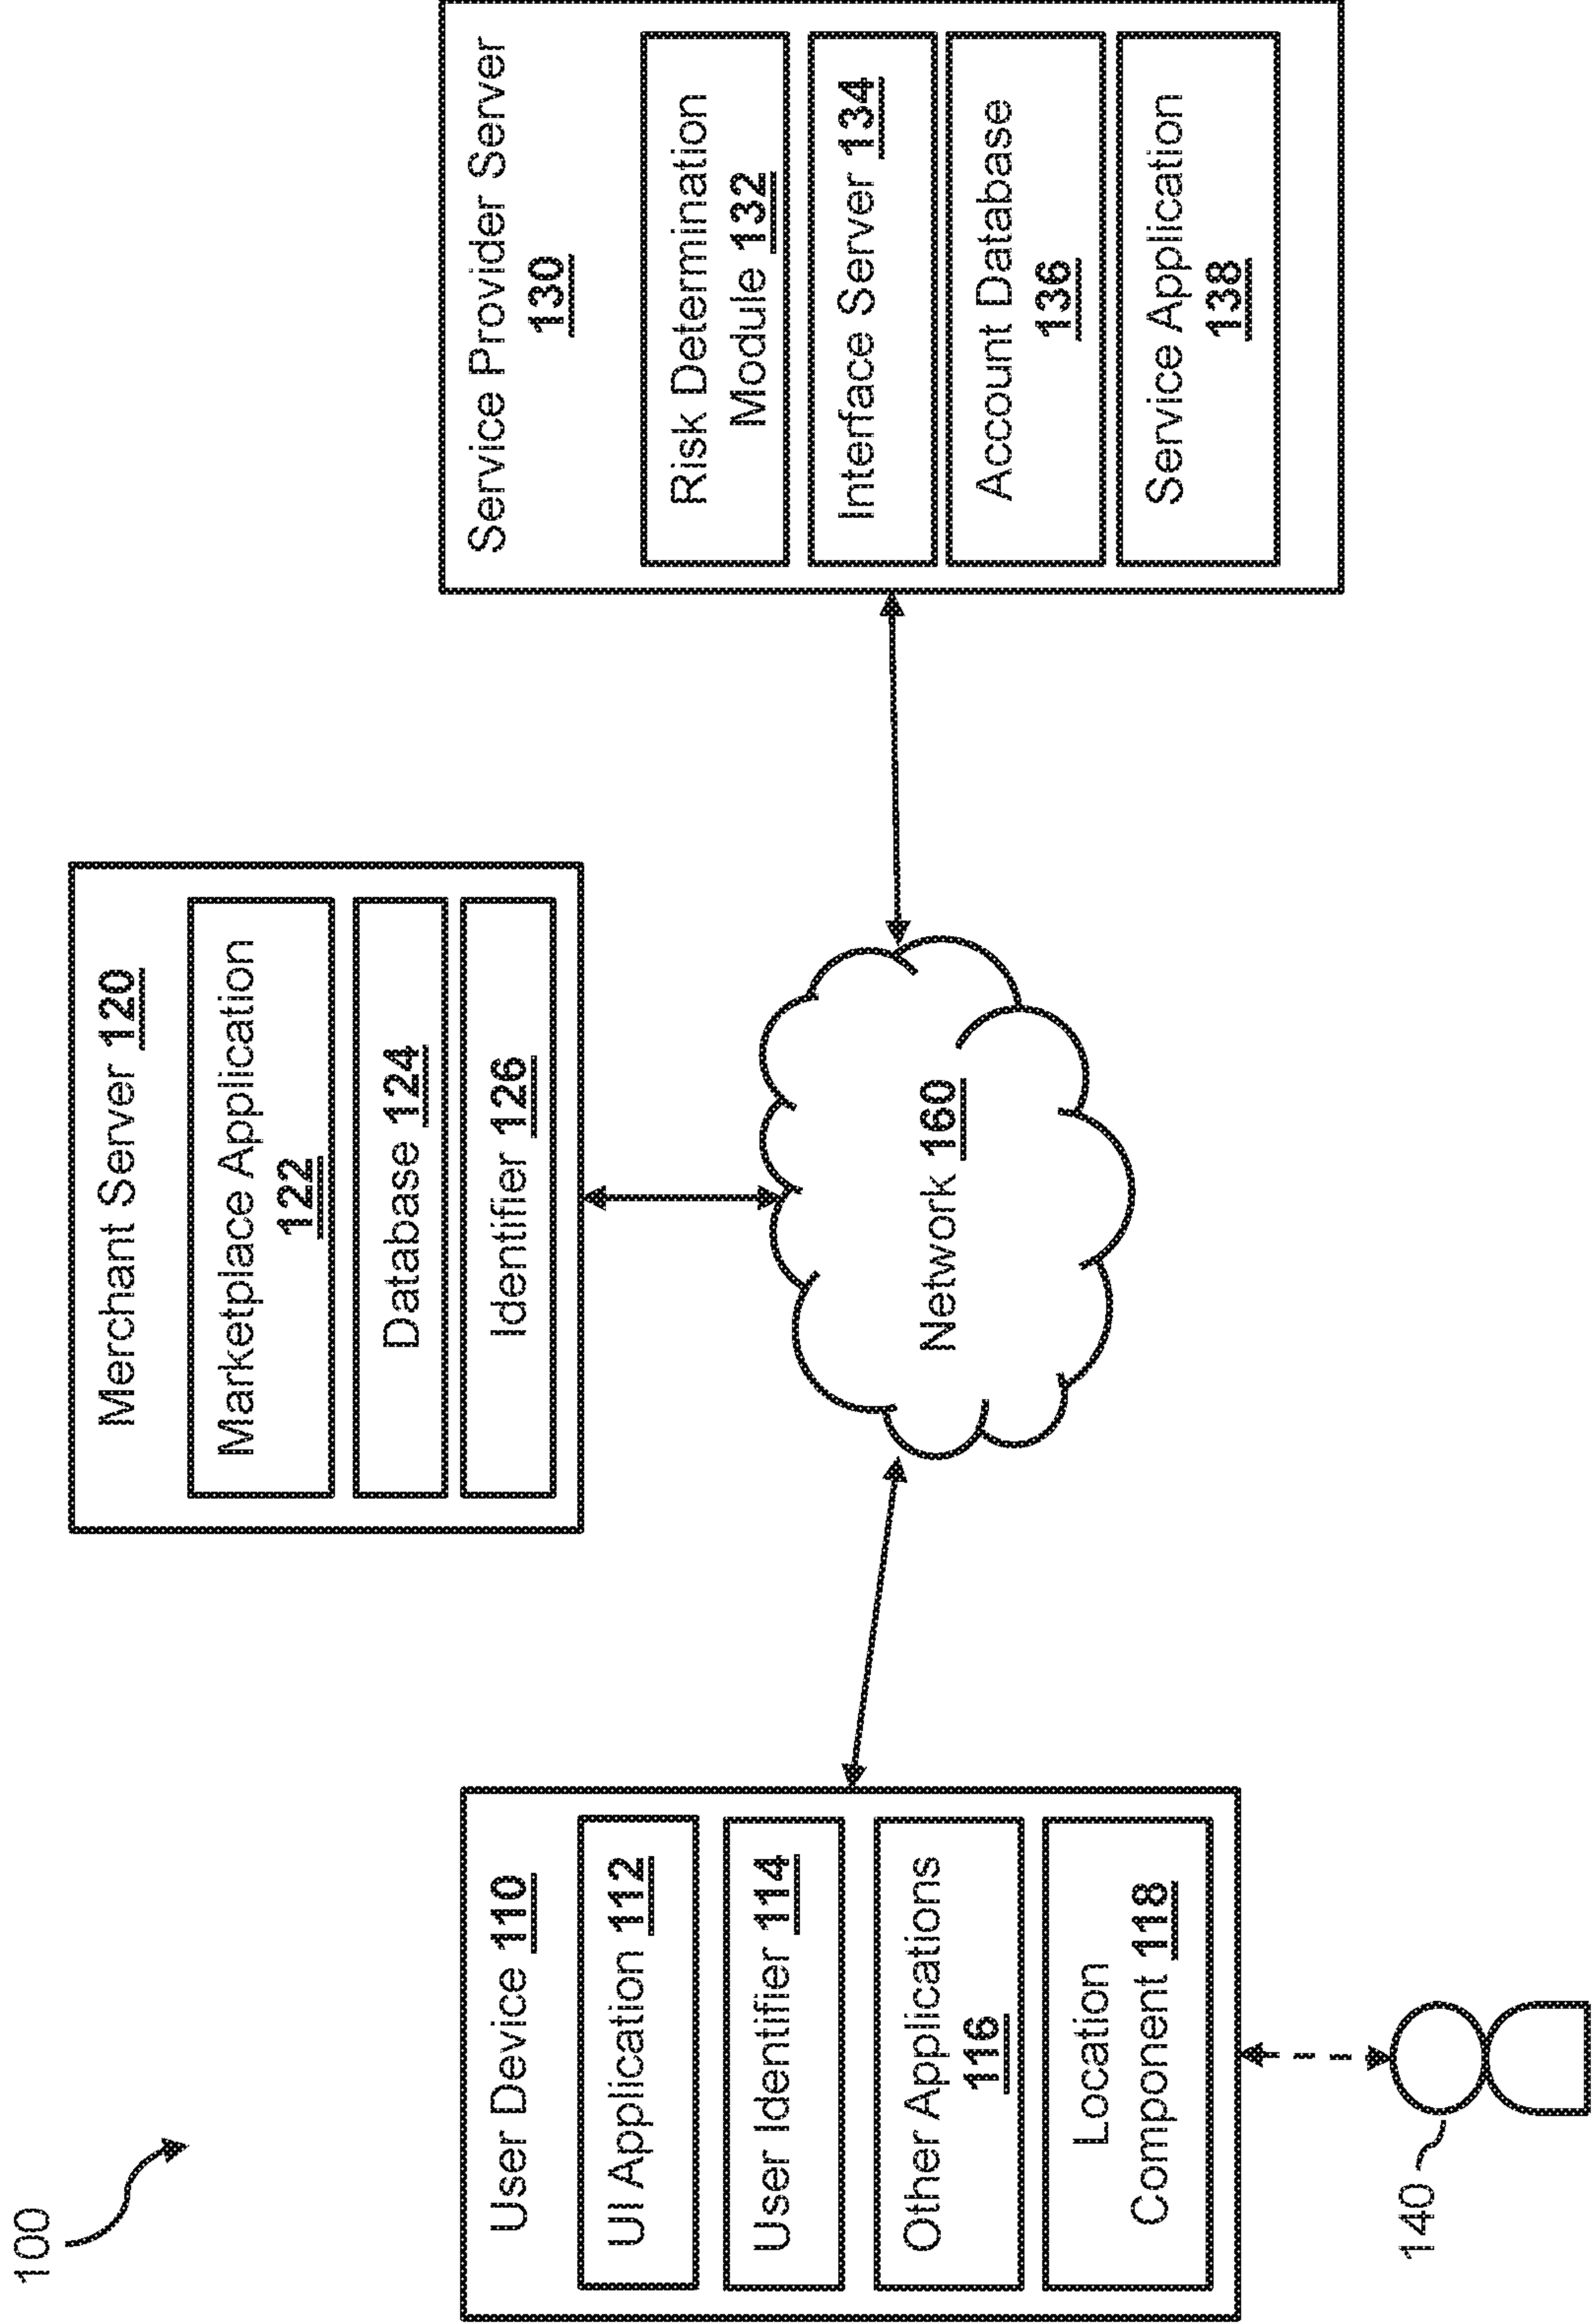 100
Merchant Server 120
Marketplace Application
122
Database 124
Identifier 126
User Device 110
UI Application 112
User Identifier 114
Other Applications
116
Location
Component 118
140
Network 160
Service Provider Server
130
Risk Determination
Module 132
Interface Server 134
Account Database
136
Service Application
138